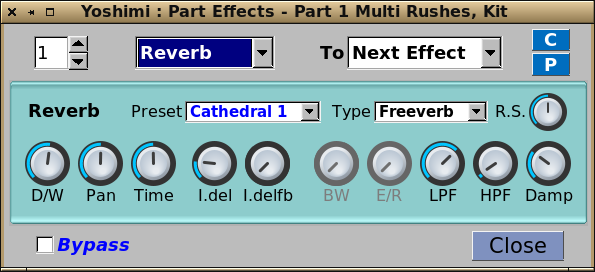 Yoshimi : Part Effects - Part 1 Multi Rushes, Kit
1 Reverb To Next Effect C
P
Reverb Preset Cathedral 1 Type Freeverb R.S.
D/W Pan Time I.del I.delfb BW E/R LPF HPF Damp
Bypass Close